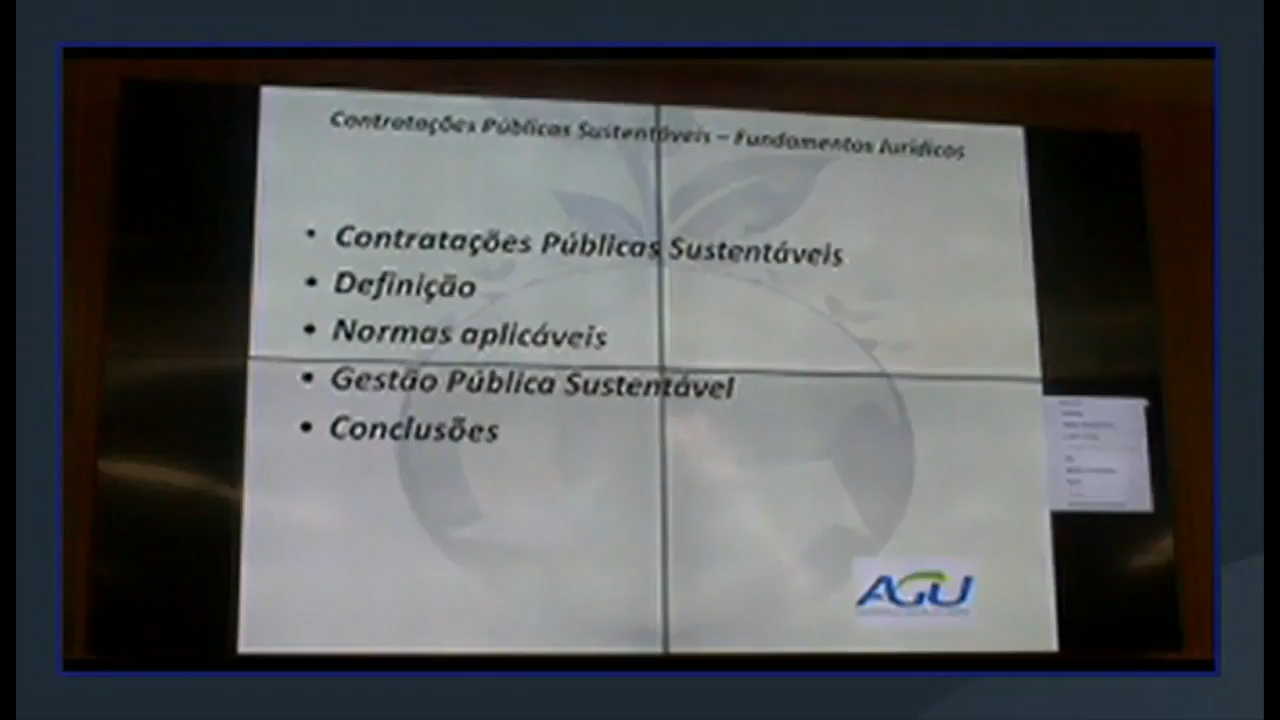 Contratações Públicas Sustentáveis – Fundamentos Jurídicos
• Contratações Públicas Sustentáveis
• Definição
• Normas aplicáveis
• Gestão Pública Sustentável
• Conclusões
AGU